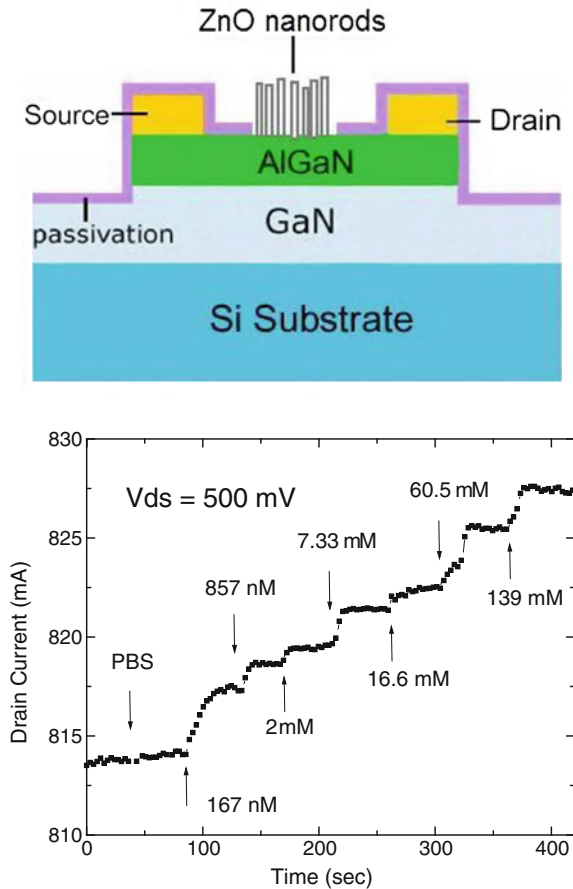 ZnO nanorods
Source
Drain
AlGaN
passivation
GaN
Si Substrate
830
825
820
815
810
Drain Current (mA)
Vds = 500 mV
PBS
167 nM
857 nM
2mM
7.33 mM
16.6 mM
60.5 mM
139 mM
0
100
200
300
400
Time (sec)